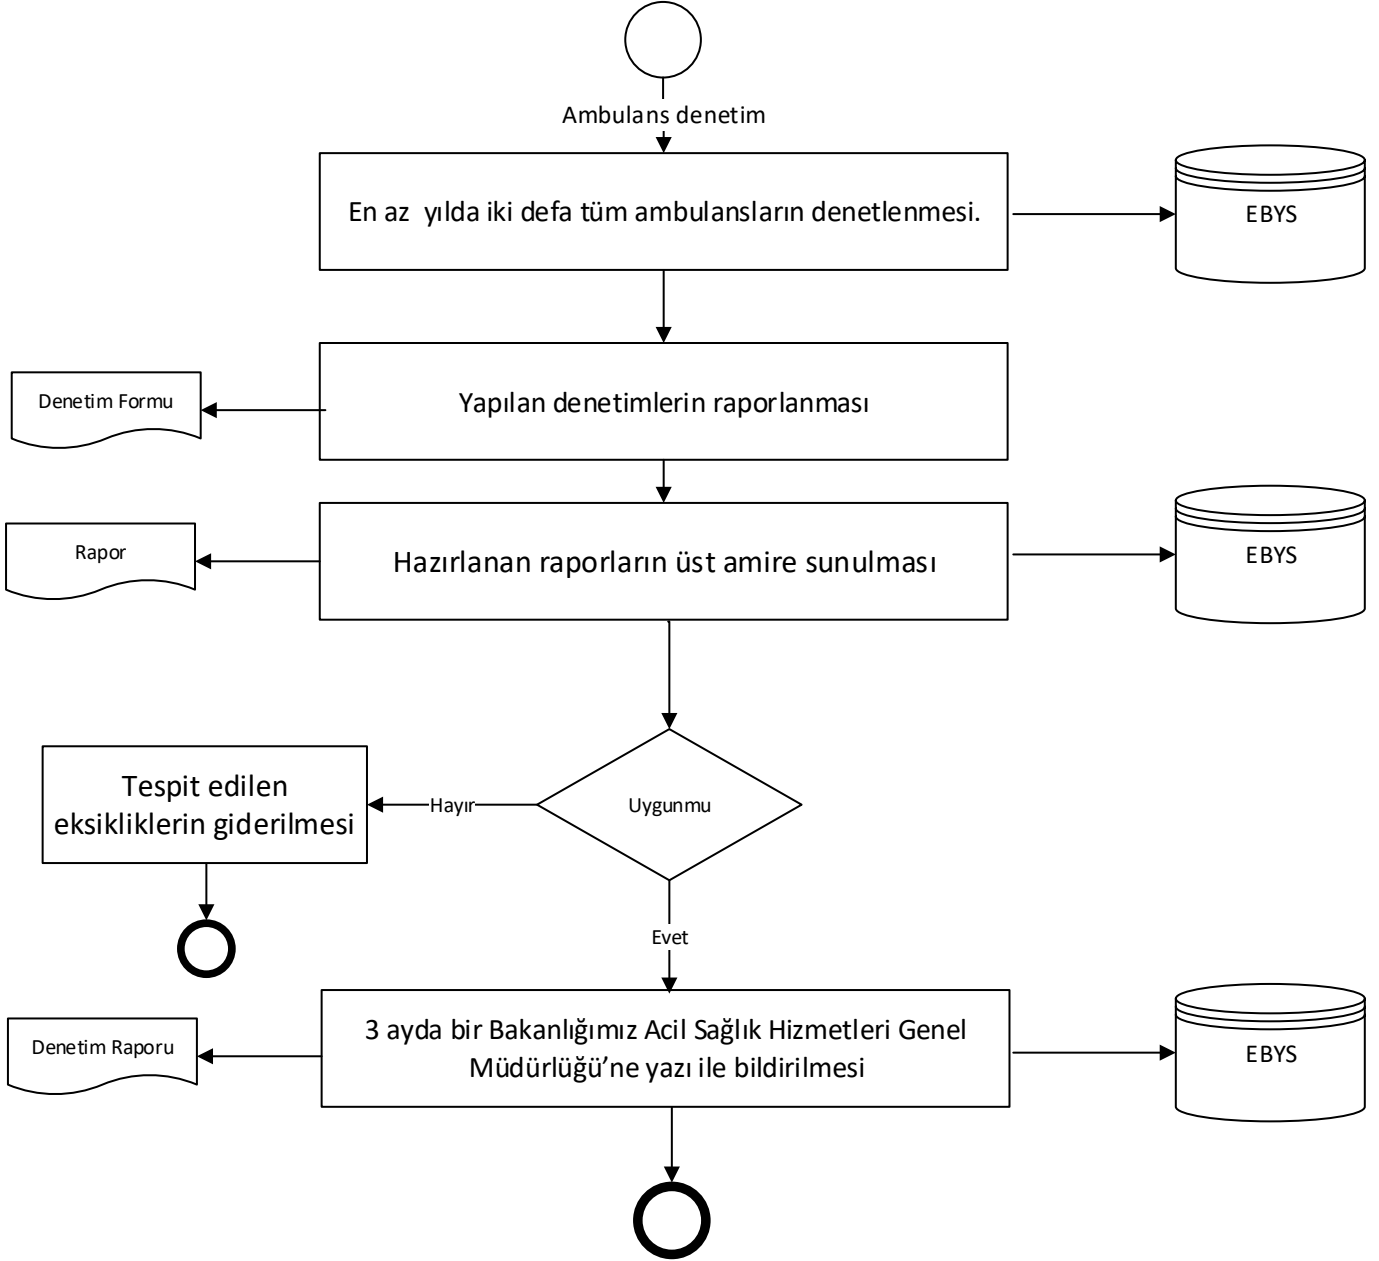 Ambulans denetim
En az  yılda iki defa tüm ambulansların denetlenmesi.
EBYS
Denetim Formu
Yapılan denetimlerin raporlanması
Rapor
Hazırlanan raporların üst amire sunulması
EBYS
Tespit edilen
eksikliklerin giderilmesi
Hayır
Uygunmu
Evet
Denetim Raporu
3 ayda bir Bakanlığımız Acil Sağlık Hizmetleri Genel
Müdürlüğü’ne yazı ile bildirilmesi
EBYS